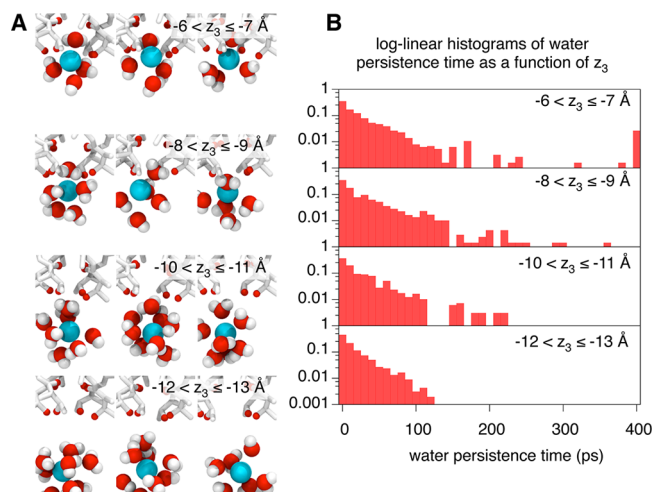 A
-6 < z3 ≤ -7 Å
-8 < z3 ≤ -9 Å
-10 < z3 ≤ -11 Å
-12 < z3 ≤ -13 Å
B
log-linear histograms of water
persistence time as a function of z3
1
0.1
0.01
1
0.1
0.01
1
0.1
0.01
1
0.1
0.01
0.001
-6 < z3 ≤ -7 Å
-8 < z3 ≤ -9 Å
-10 < z3 ≤ -11 Å
-12 < z3 ≤ -13 Å
0
100
200
300
400
water persistence time (ps)